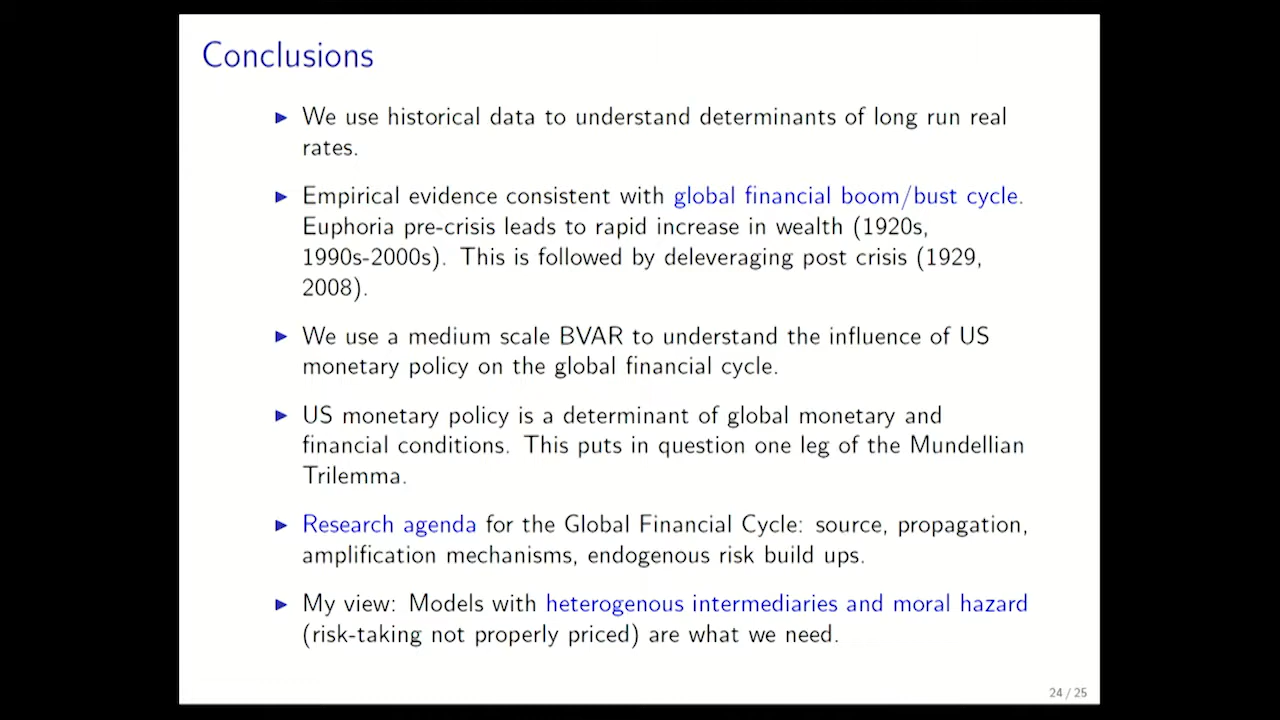 Conclusions
▶ We use historical data to understand determinants of long run real
rates.
▶ Empirical evidence consistent with global financial boom/bust cycle.
Euphoria pre-crisis leads to rapid increase in wealth (1920s,
1990s-2000s). This is followed by deleveraging post crisis (1929,
2008).
▶ We use a medium scale BVAR to understand the influence of US
monetary policy on the global financial cycle.
▶ US monetary policy is a determinant of global monetary and
financial conditions. This puts in question one leg of the Mundellian
Trilemma.
▶ Research agenda for the Global Financial Cycle: source, propagation,
amplification mechanisms, endogenous risk build ups.
▶ My view: Models with heterogenous intermediaries and moral hazard
(risk-taking not properly priced) are what we need.
24 / 25